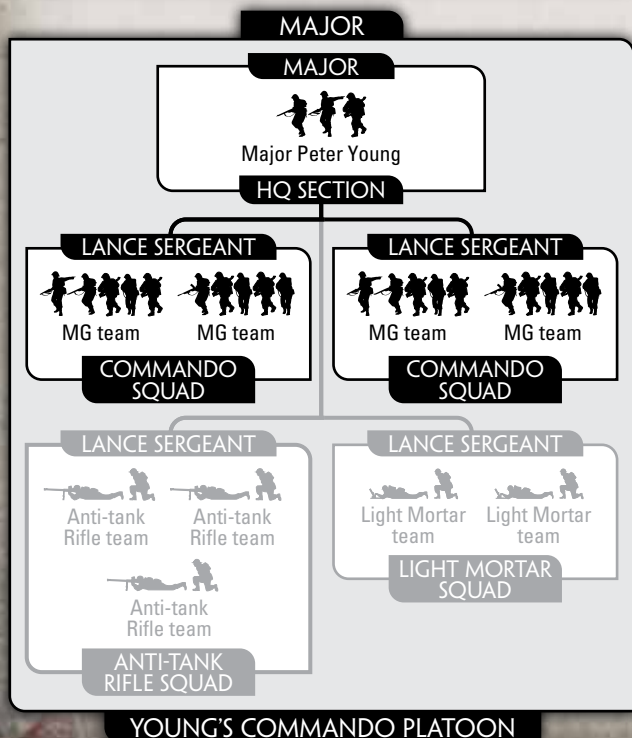 MAJOR
MAJOR
Major Peter Young
HQ SECTION
LANCE SERGEANT
MG team MG team
COMMANDO
SQUAD
LANCE SERGEANT
MG team MG team
COMMANDO
SQUAD
LANCE SERGEANT
Anti-tank Anti-tank
Rifle team Rifle team
Anti-tank
Rifle team
ANTI-TANK
RIFLE SQUAD
LANCE SERGEANT
Light Mortar Light Mortar
team team
LIGHT MORTAR
SQUAD
YOUNG'S COMMANDO PLATOON